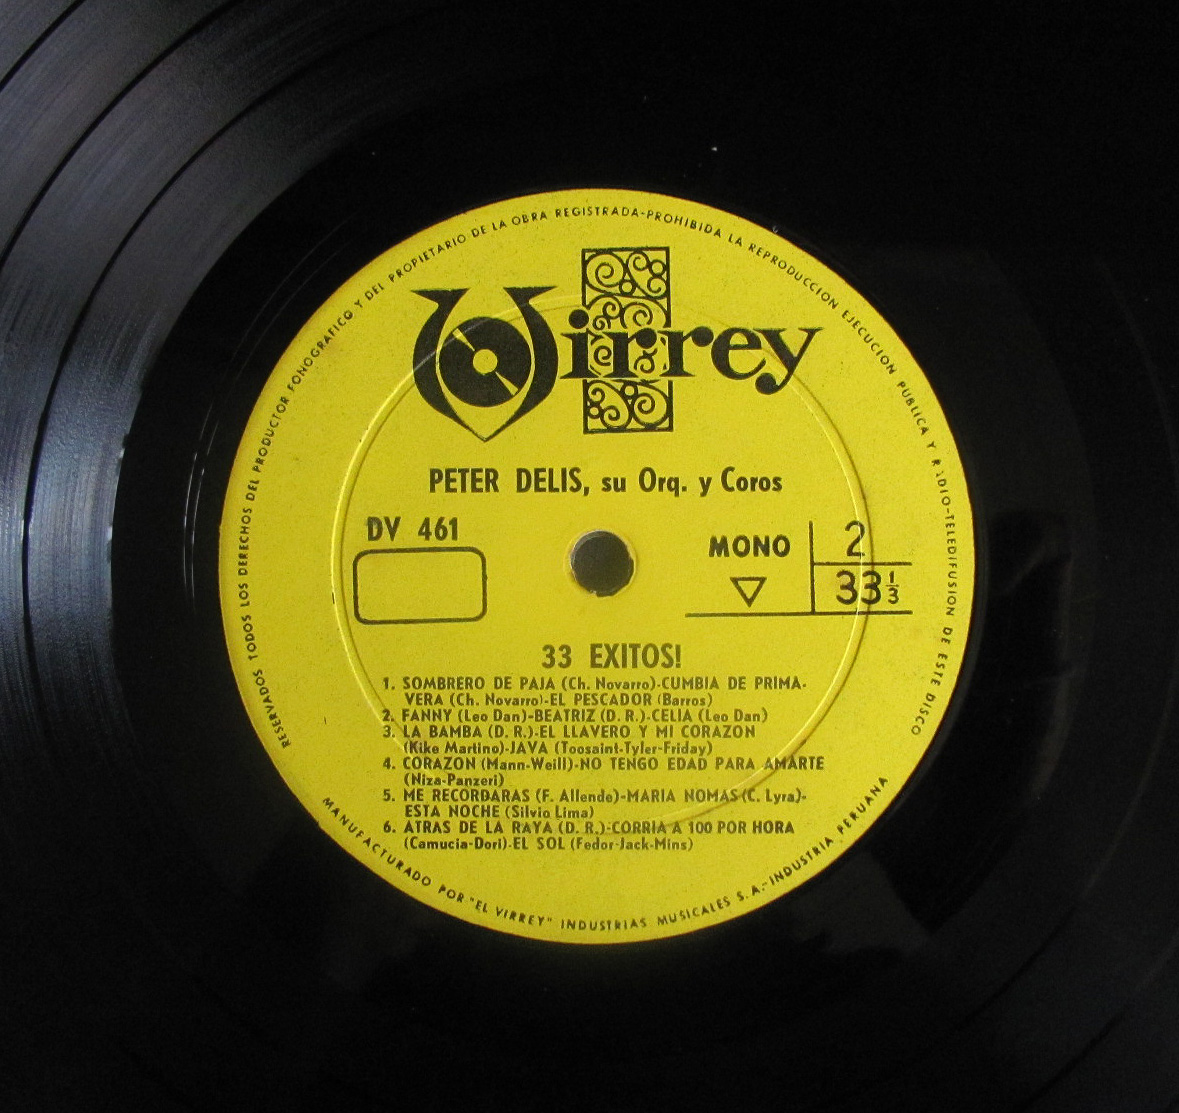 RESERVADOS TODOS LOS DERECHOS DEL PRODUCTOR FONOGRAFICO Y DEL PROPIETARIO DE LA OBRA REGISTRADA-PROHIBIDA LA REPRODUCCION EJECUCION PUBLICA Y RADIO-TELEDIFUSION DE ESTE DISCO
Virrey
PETER DELIS, su Orq. y Coros
DV 461
MONO
2
33 1/3
33 EXITOS!
1. SOMBRERO DE PAJA (Ch. Novarro)-CUMBIA DE PRIMA-
VERA (Ch. Novarro)-EL PESCADOR (Barros)
2. FANNY (Leo Dan)-BEATRIZ (D. R.)-CELIA (Leo Dan)
3. LA BAMBA (D. R.)-EL LLAVERO Y MI CORAZON
(Kike Martino)-JAVA (Toosaint-Tyler-Friday)
4. CORAZON (Mann-Weill)-NO TENGO EDAD PARA AMARTE
(Niza-Panzeri)
5. ME RECORDARAS (F. Allende)-MARIA NOMAS (C. Lyra)-
ESTA NOCHE (Silvio Lima)
6. ATRAS DE LA RAYA (D. R.)-CORRIA A 100 POR HORA
(Camucia-Dori)-EL SOL (Fedor-Jack-Mins)
MANUFACTURADO POR "EL VIRREY" INDUSTRIAS MUSICALES S.A.-INDUSTRIA PERUANA